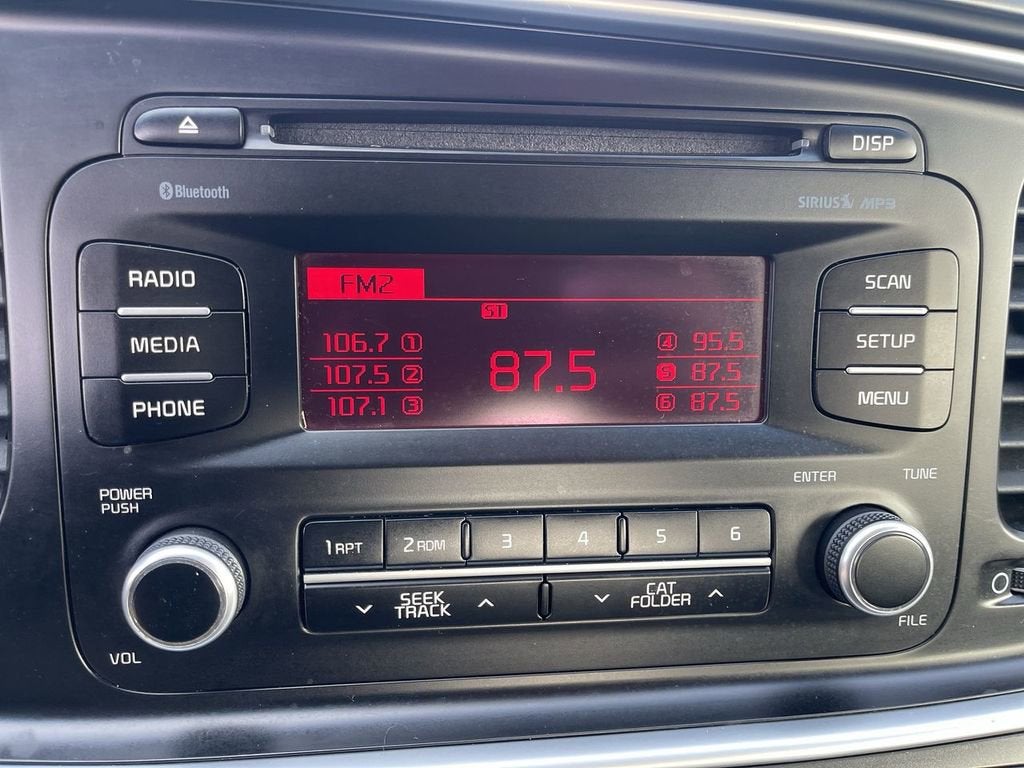 DISP
Bluetooth
SIRIUS MP3
RADIO
MEDIA
PHONE
FM2
ST
106.7 1
107.5 2
107.1 3
87.5
4 95.5
5 87.5
6 87.5
SCAN
SETUP
MENU
POWER
PUSH
VOL
1 RPT
2 RDM
3
4
5
6
SEEK
TRACK
CAT
FOLDER
ENTER
TUNE
FILE